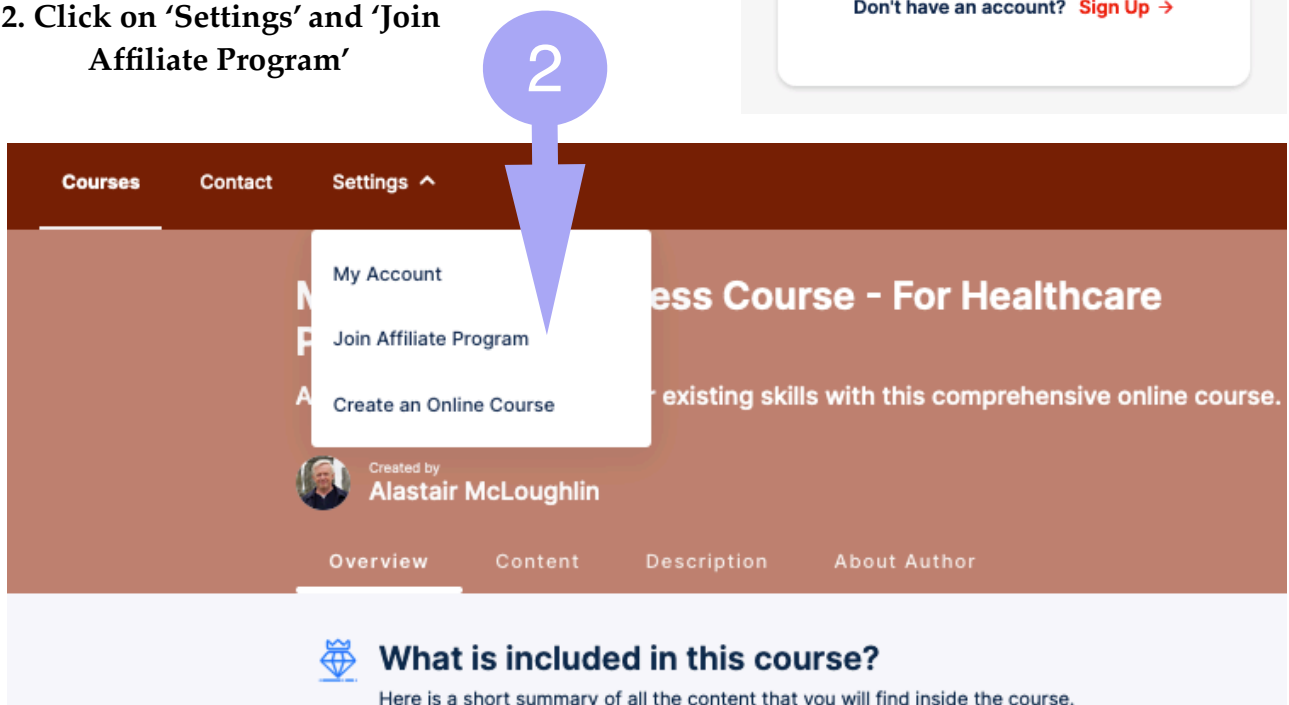 2. Click on ‘Settings’ and ‘Join
Affiliate Program’
Don't have an account? Sign Up →
2
Courses Contact Settings
My Account
Join Affiliate Program
Create an Online Course
ess Course - For Healthcare
existing skills with this comprehensive online course.
Created by
Alastair McLoughlin
Overview Content Description About Author
What is included in this course?
Here is a short summary of all the content that you will find inside the course.